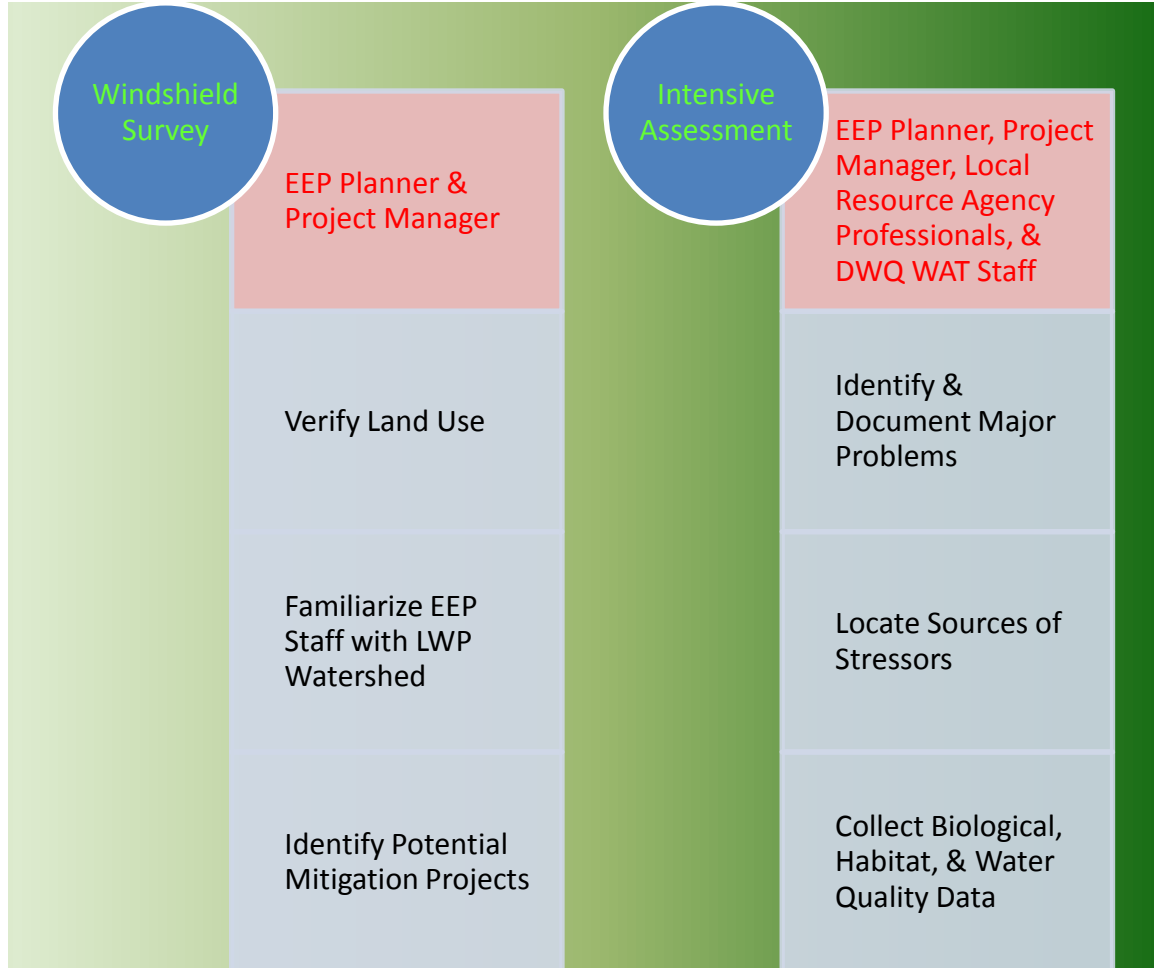 Windshield
Survey
EEP Planner &
Project Manager
Verify Land Use
Familiarize EEP
Staff with LWP
Watershed
Identify Potential
Mitigation Projects
Intensive
Assessment
EEP Planner, Project
Manager, Local
Resource Agency
Professionals, &
DWQ WAT Staff
Identify &
Document Major
Problems
Locate Sources of
Stressors
Collect Biological,
Habitat, & Water
Quality Data